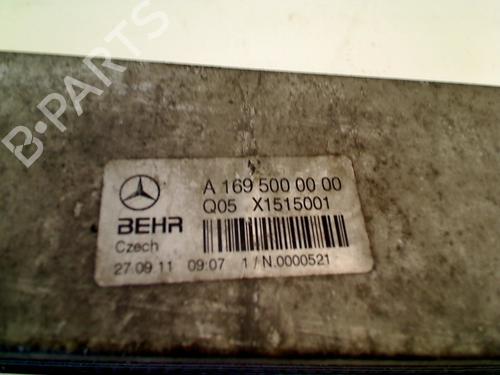 B-PARTS
A 169 500 00 00
Q05 X1515001
BEHR
Czech
27.09.11 09:07 1 / N.0000521